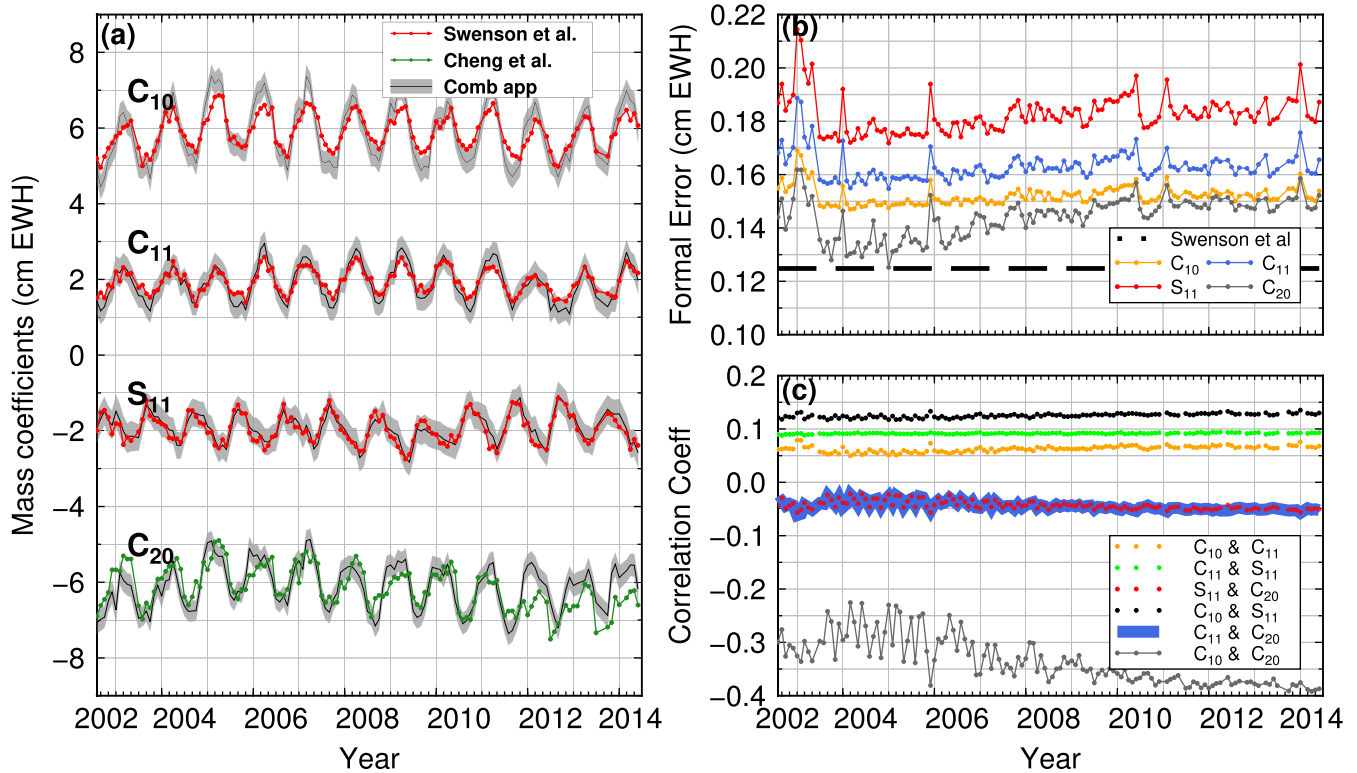 (a)
Swenson et al.
Cheng et al.
Comb app
C10
C11
S11
C20
8
6
4
2
0
−2
−4
−6
−8
Mass coefficients (cm EWH)
2002 2004 2006 2008 2010 2012 2014
Year
(b)
0.22
0.20
0.18
0.16
0.14
0.12
0.10
Formal Error (cm EWH)
Swenson et al
C10 C11
S11 C20
(c)
0.2
0.1
0.0
−0.1
−0.2
−0.3
−0.4
Correlation Coeff
C10 & C11
C11 & S11
S11 & C20
C10 & S11
C11 & C20
C10 & C20
2002 2004 2006 2008 2010 2012 2014
Year